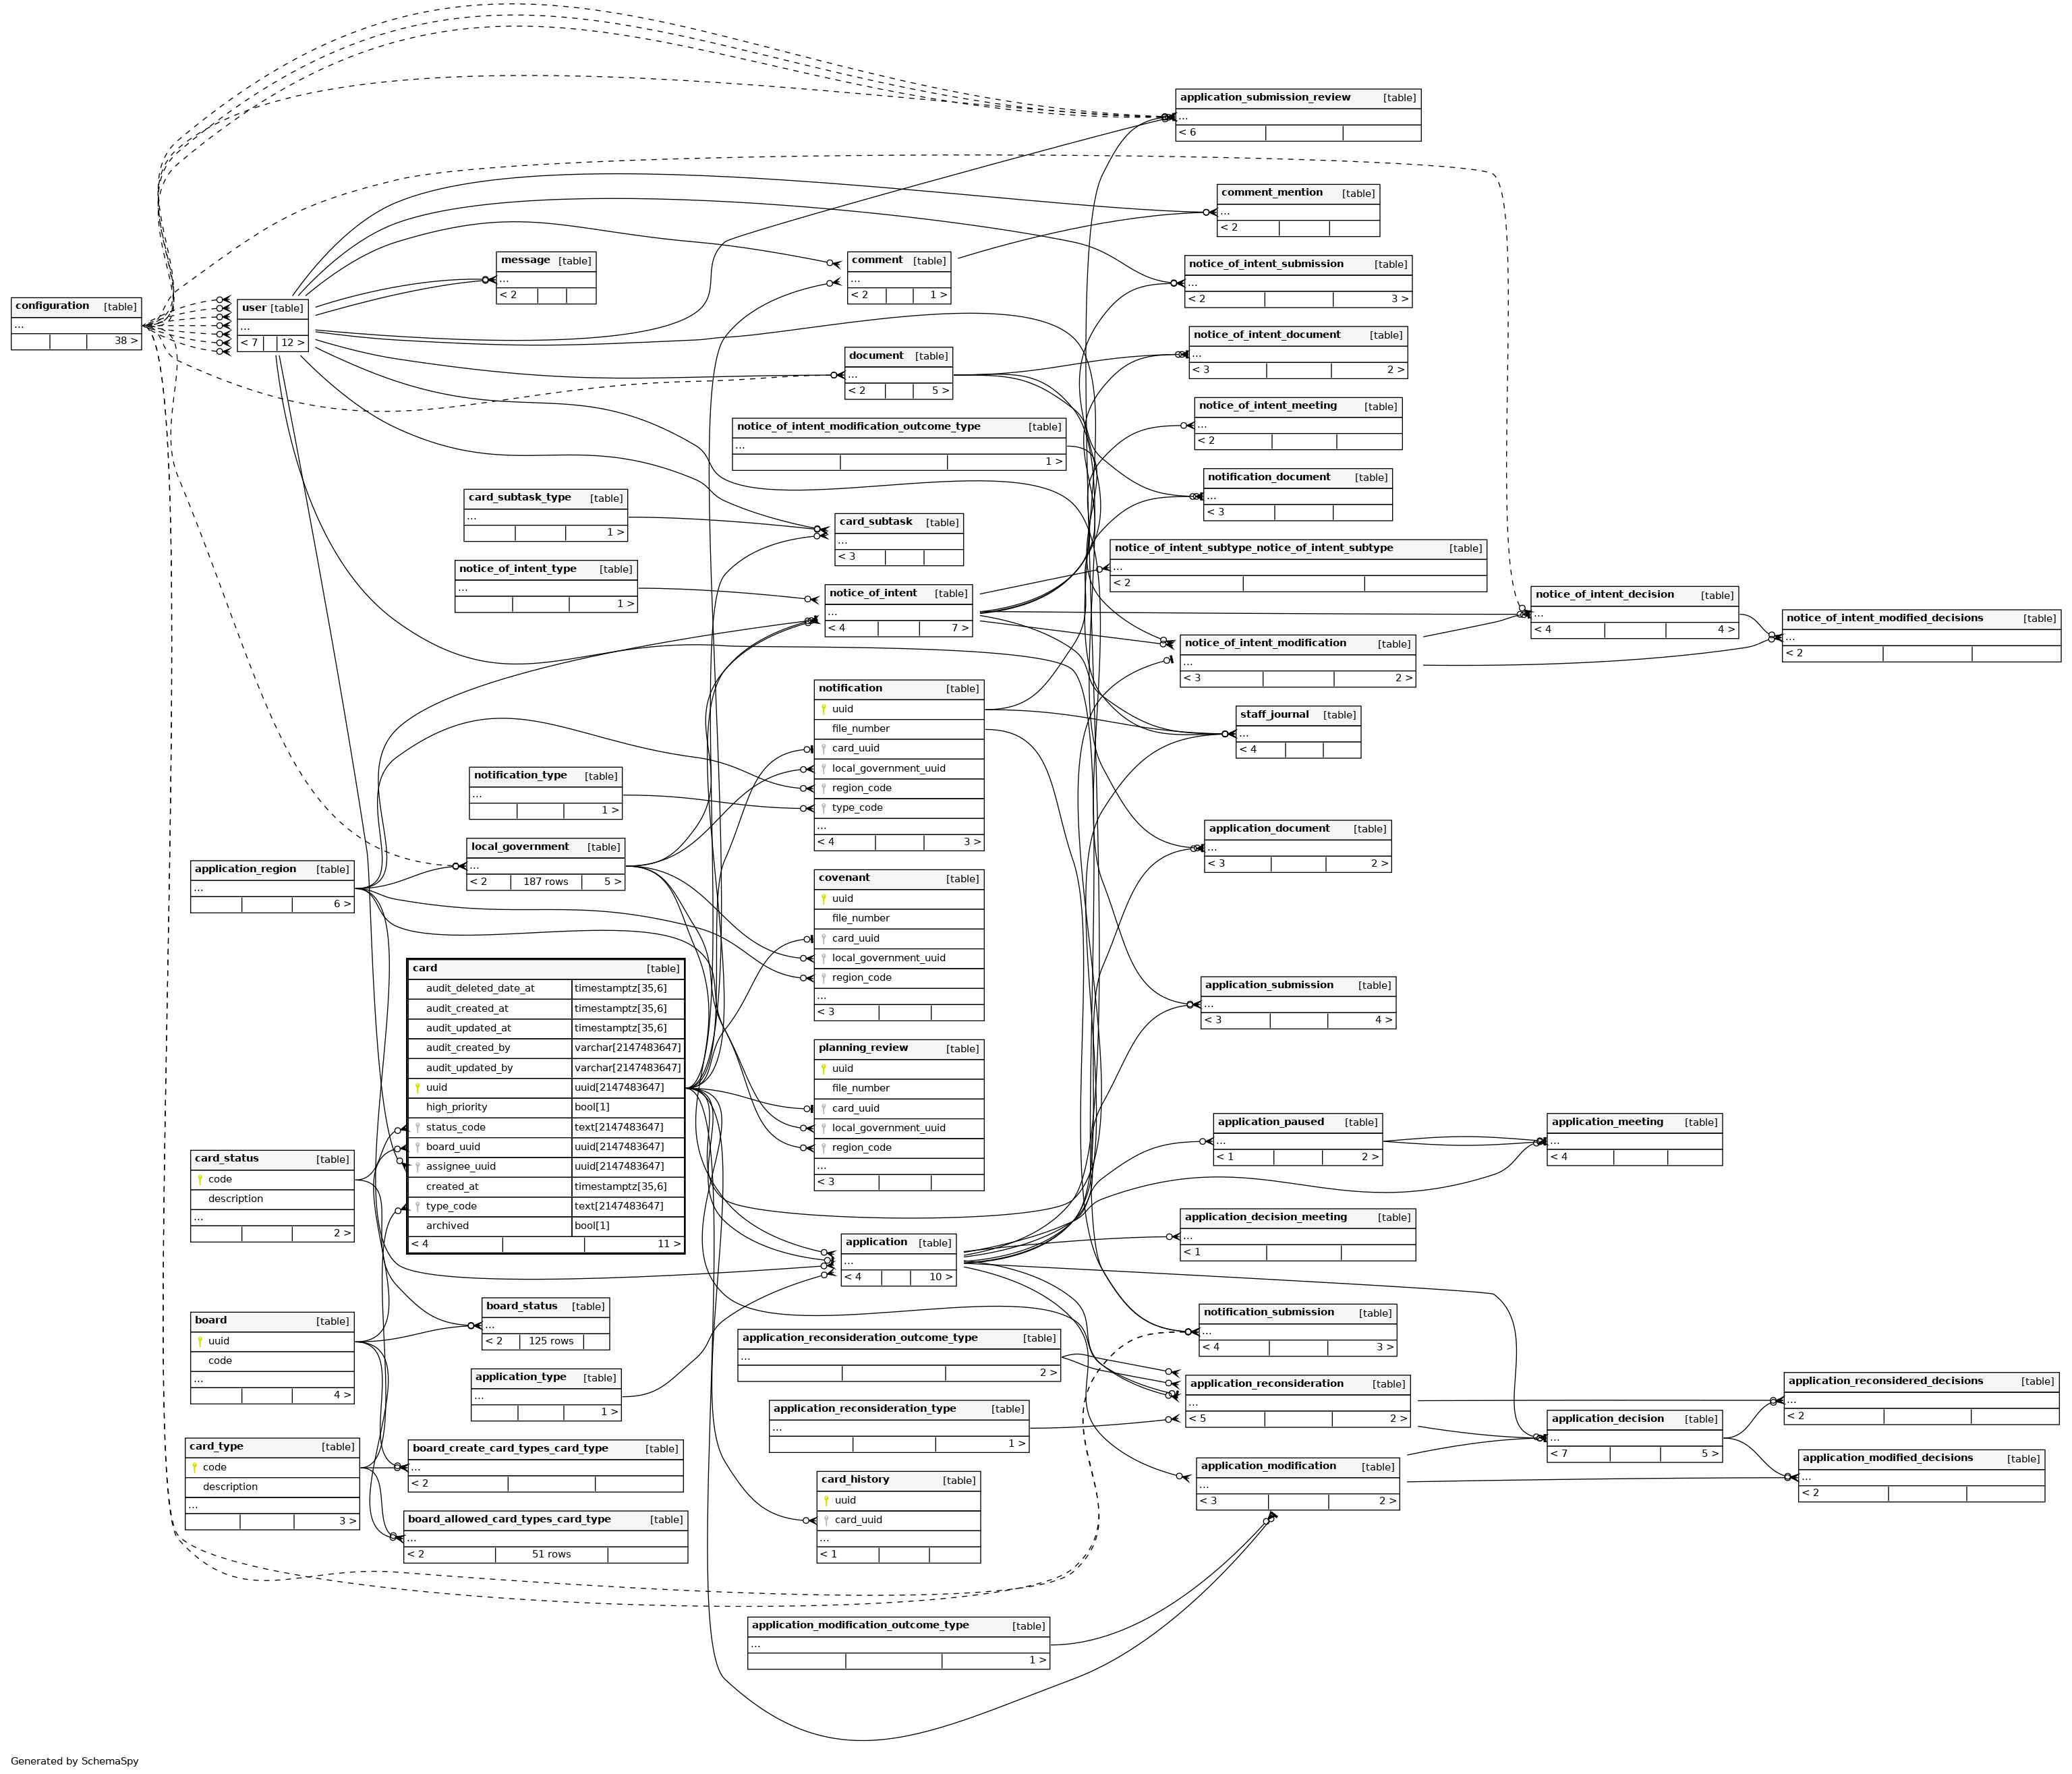 application_submission_review [table]
...
< 6
comment_mention [table]
...
< 2
message [table]
...
< 2
comment [table]
...
< 2 1 >
notice_of_intent_submission [table]
...
< 2 3 >
configuration [table]
...
38 >
user [table]
...
< 7 12 >
notice_of_intent_document [table]
...
< 3 2 >
document [table]
...
< 2 5 >
notice_of_intent_meeting [table]
...
< 2
notice_of_intent_modification_outcome_type [table]
...
1 >
notification_document [table]
...
< 3
card_subtask_type [table]
...
1 >
card_subtask [table]
...
< 3
notice_of_intent_subtype_notice_of_intent_subtype [table]
...
< 2
notice_of_intent_type [table]
...
1 >
notice_of_intent [table]
...
< 4 7 >
notice_of_intent_decision [table]
...
< 4 4 >
notice_of_intent_modified_decisions [table]
...
< 2
notice_of_intent_modification [table]
...
< 3 2 >
notification [table]
uuid
file_number
card_uuid
local_government_uuid
region_code
type_code
...
< 4 3 >
staff_journal [table]
...
< 4
notification_type [table]
...
1 >
application_document [table]
...
< 3 2 >
local_government [table]
...
< 2 187 rows 5 >
application_region [table]
...
6 >
covenant [table]
uuid
file_number
card_uuid
local_government_uuid
region_code
...
< 3
card [table]
audit_deleted_date_at timestamptz[35,6]
audit_created_at timestamptz[35,6]
audit_updated_at timestamptz[35,6]
audit_created_by varchar[2147483647]
audit_updated_by varchar[2147483647]
uuid uuid[2147483647]
high_priority bool[1]
status_code text[2147483647]
board_uuid uuid[2147483647]
assignee_uuid uuid[2147483647]
created_at timestamptz[35,6]
type_code text[2147483647]
archived bool[1]
< 4 11 >
application_submission [table]
...
< 3 4 >
planning_review [table]
uuid
file_number
card_uuid
local_government_uuid
region_code
...
< 3
application_paused [table]
...
< 1 2 >
application_meeting [table]
...
< 4
card_status [table]
code
description
...
2 >
application_decision_meeting [table]
...
< 1
application [table]
...
< 4 10 >
board_status [table]
...
< 2 125 rows
notification_submission [table]
...
< 4 3 >
board [table]
uuid
code
...
4 >
application_reconsideration_outcome_type [table]
...
2 >
application_type [table]
...
1 >
application_reconsideration [table]
...
< 5 2 >
application_reconsidered_decisions [table]
...
< 2
application_reconsideration_type [table]
...
1 >
application_decision [table]
...
< 7 5 >
card_type [table]
code
description
...
3 >
board_create_card_types_card_type [table]
...
< 2
application_modification [table]
...
< 3 2 >
application_modified_decisions [table]
...
< 2
card_history [table]
uuid
card_uuid
...
< 1
board_allowed_card_types_card_type [table]
...
< 2 51 rows
application_modification_outcome_type [table]
...
1 >
Generated by SchemaSpy